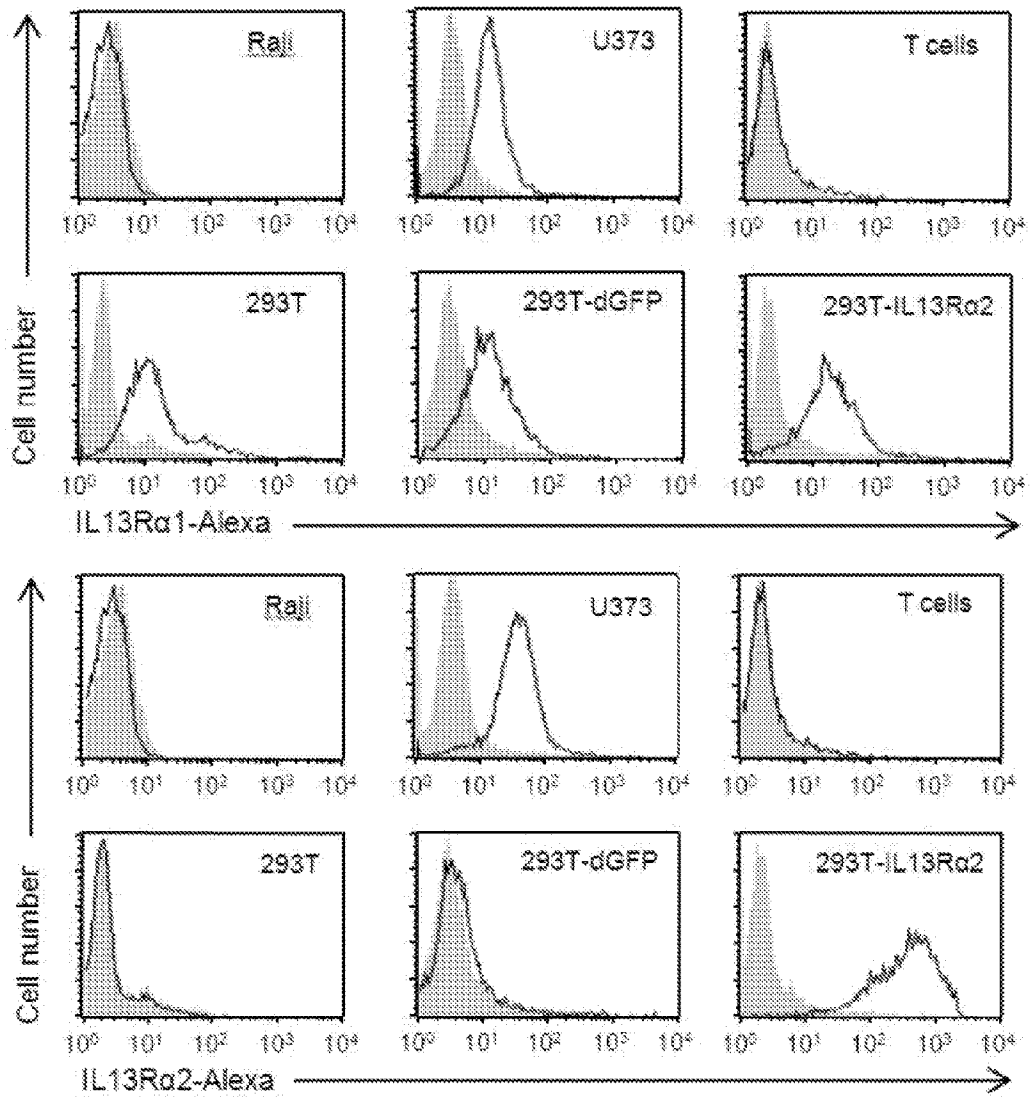 Raji U373 T cells
10⁰ 10¹ 10² 10³ 10⁴ 10⁰ 10¹ 10² 10³ 10⁴ 10⁰ 10¹ 10² 10³ 10⁴
293T 293T-dGFP 293T-IL13Rα2
Cell number
10⁰ 10¹ 10² 10³ 10⁴ 10⁰ 10¹ 10² 10³ 10⁴ 10⁰ 10¹ 10² 10³ 10⁴
IL13Rα1-Alexa
Raji U373 T cells
10⁰ 10¹ 10² 10³ 10⁴ 10⁰ 10¹ 10² 10³ 10⁴ 10⁰ 10¹ 10² 10³ 10⁴
293T 293T-dGFP 293T-IL13Rα2
Cell number
10⁰ 10¹ 10² 10³ 10⁴ 10⁰ 10¹ 10² 10³ 10⁴ 10⁰ 10¹ 10² 10³ 10⁴
IL13Rα2-Alexa